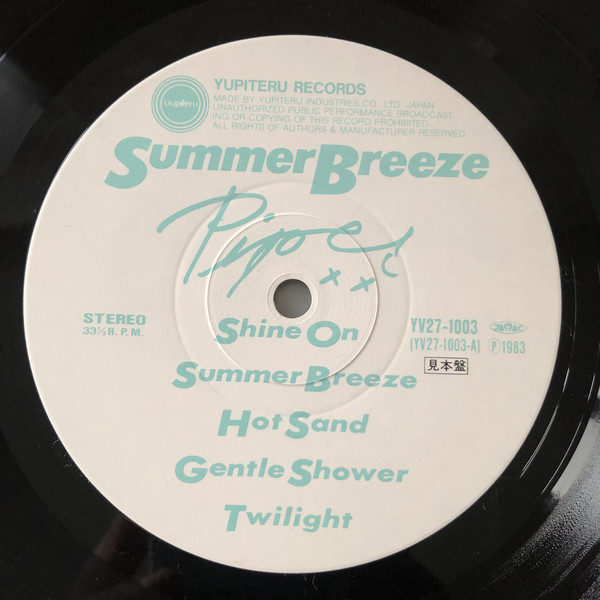 yupiteru
YUPITERU RECORDS
MADE BY YUPITERU INDUSTRIES CO., LTD. JAPAN
UNAUTHORIZED PUBLIC PERFORMANCE BROADCAST-
ING OR COPYING OF THIS RECORD PROHIBITED.
ALL RIGHTS OF AUTHORS & MANUFACTURER RESERVED
Summer Breeze
Piper
STEREO
33⅓ R.P.M.
YV27-1003
(YV27-1003-A) Ⓟ1983
見本盤
Shine On
Summer Breeze
Hot Sand
Gentle Shower
Twilight